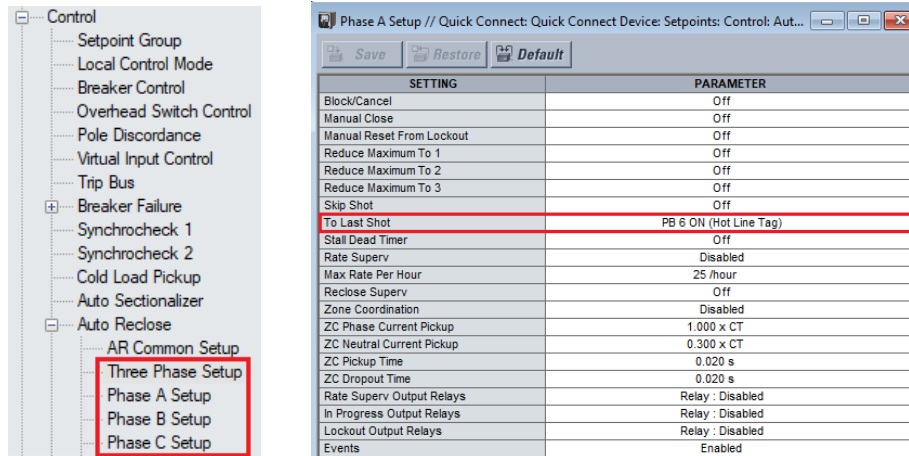 Control
Setpoint Group
Local Control Mode
Breaker Control
Overhead Switch Control
Pole Discordance
Virtual Input Control
Trip Bus
Breaker Failure
Synchrocheck 1
Synchrocheck 2
Cold Load Pickup
Auto Sectionalizer
Auto Reclose
AR Common Setup
Three Phase Setup
Phase A Setup
Phase B Setup
Phase C Setup
Phase A Setup // Quick Connect: Quick Connect Device: Setpoints: Control: Aut...
Save Restore Default
SETTING PARAMETER
Block/Cancel Off
Manual Close Off
Manual Reset From Lockout Off
Reduce Maximum To 1 Off
Reduce Maximum To 2 Off
Reduce Maximum To 3 Off
Skip Shot Off
To Last Shot PB 6 ON (Hot Line Tag)
Stall Dead Timer Off
Rate Superv Disabled
Max Rate Per Hour 25 /hour
Reclose Superv Off
Zone Coordination Disabled
ZC Phase Current Pickup 1.000 x CT
ZC Neutral Current Pickup 0.300 x CT
ZC Pickup Time 0.020 s
ZC Dropout Time 0.020 s
Rate Superv Output Relays Relay : Disabled
In Progress Output Relays Relay : Disabled
Lockout Output Relays Relay : Disabled
Events Enabled